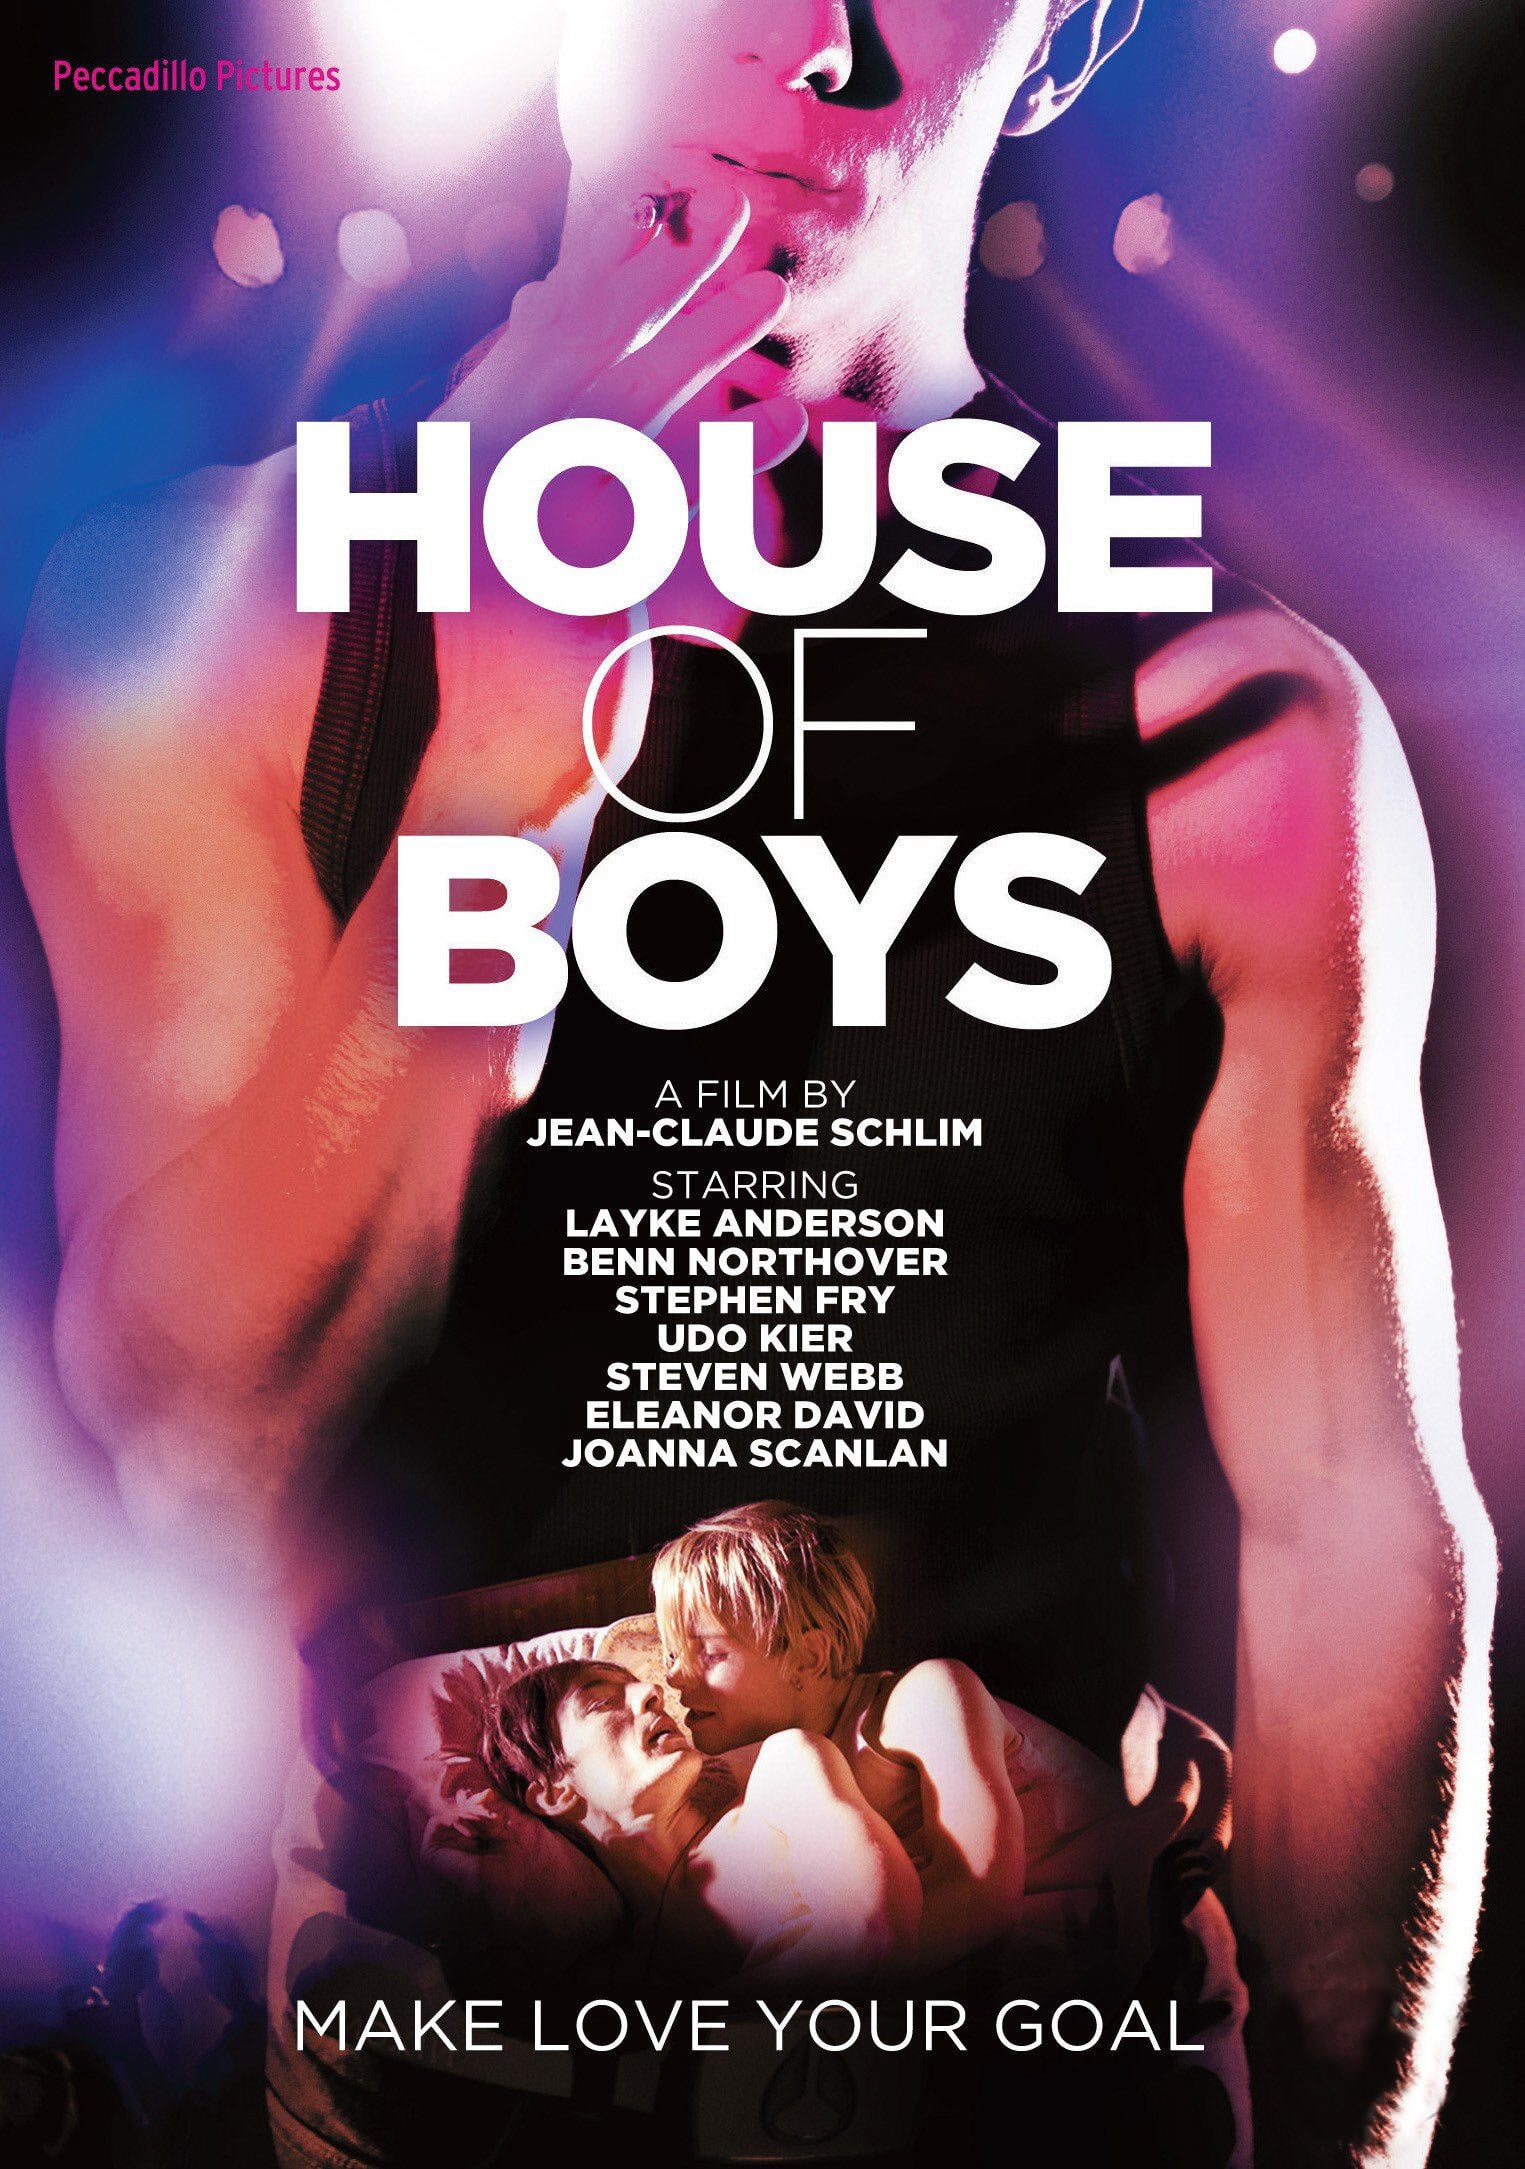 Peccadillo Pictures
HOUSE
OF
BOYS
A FILM BY
JEAN-CLAUDE SCHLIM
STARRING
LAYKE ANDERSON
BENN NORTHOVER
STEPHEN FRY
UDO KIER
STEVEN WEBB
ELEANOR DAVID
JOANNA SCANLAN
MAKE LOVE YOUR GOAL